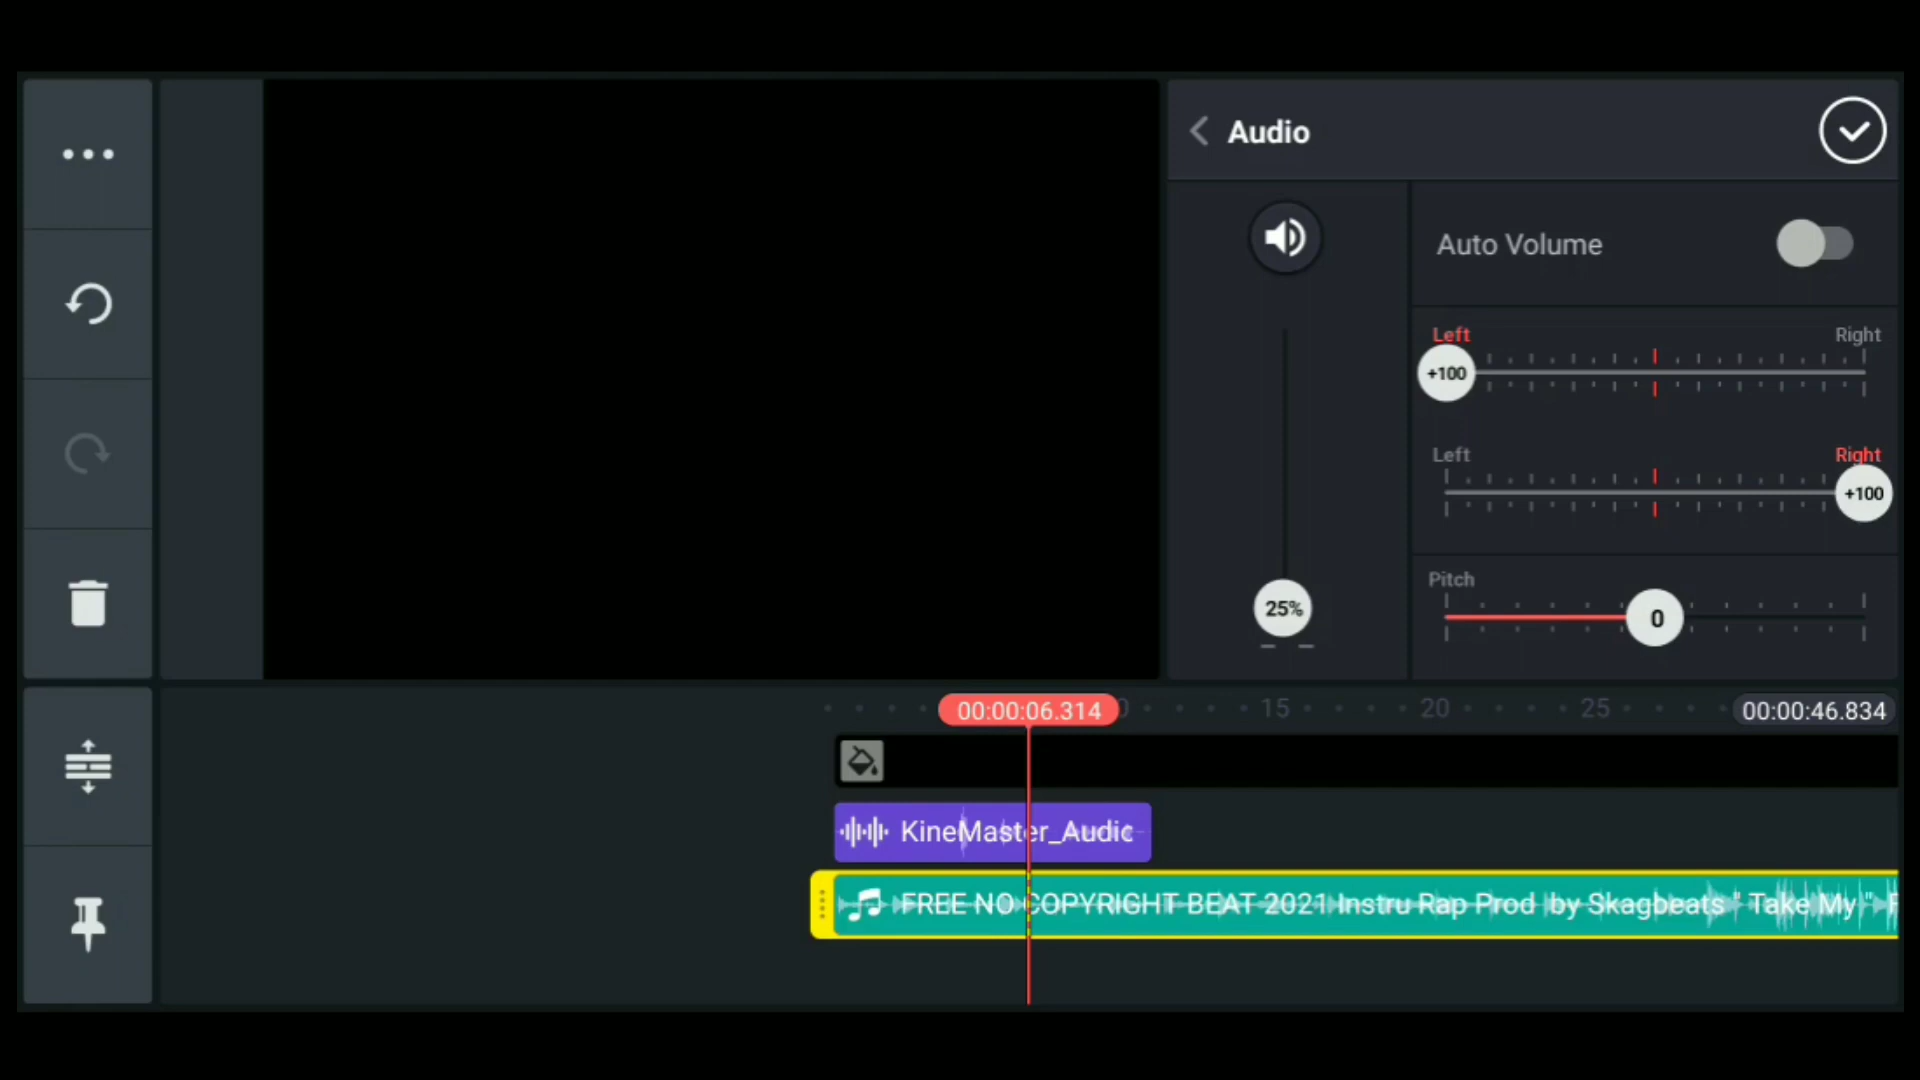 Audio
Auto Volume
Left Right
+100
Left Right
+100
Pitch
0
25%
00:00:06.314 15 20 25 00:00:46.834
KineMaster_Audio
FREE NO COPYRIGHT BEAT 2021 Instru Rap Prod by Skagbeats " Take My "